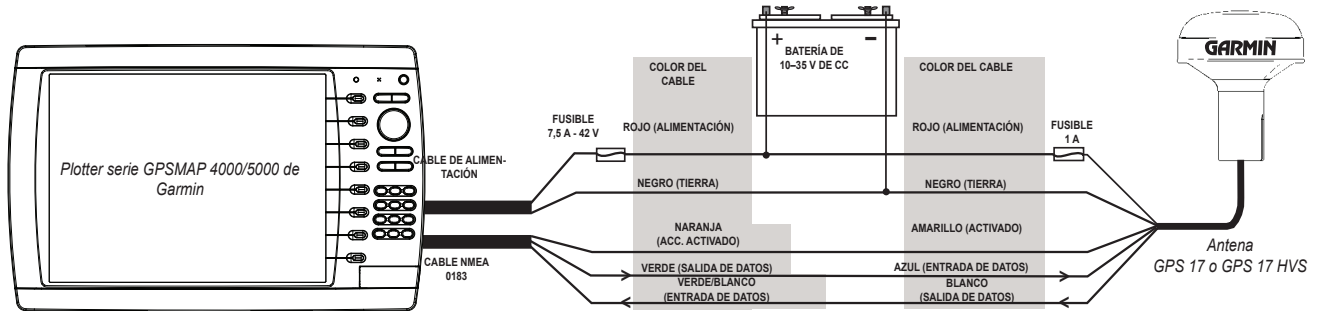 +
−
BATERÍA DE
10–35 V DE CC
GARMIN
COLOR DEL
CABLE
COLOR DEL CABLE
FUSIBLE
7,5 A - 42 V
ROJO (ALIMENTACIÓN)
ROJO (ALIMENTACIÓN)
FUSIBLE
1 A
Plotter serie GPSMAP 4000/5000 de
Garmin
CABLE DE ALIMEN-
TACIÓN
NEGRO (TIERRA)
NEGRO (TIERRA)
NARANJA
(ACC. ACTIVADO)
AMARILLO (ACTIVADO)
Antena
GPS 17 o GPS 17 HVS
CABLE NMEA
0183
VERDE (SALIDA DE DATOS)
AZUL (ENTRADA DE DATOS)
VERDE/BLANCO
(ENTRADA DE DATOS)
BLANCO
(SALIDA DE DATOS)